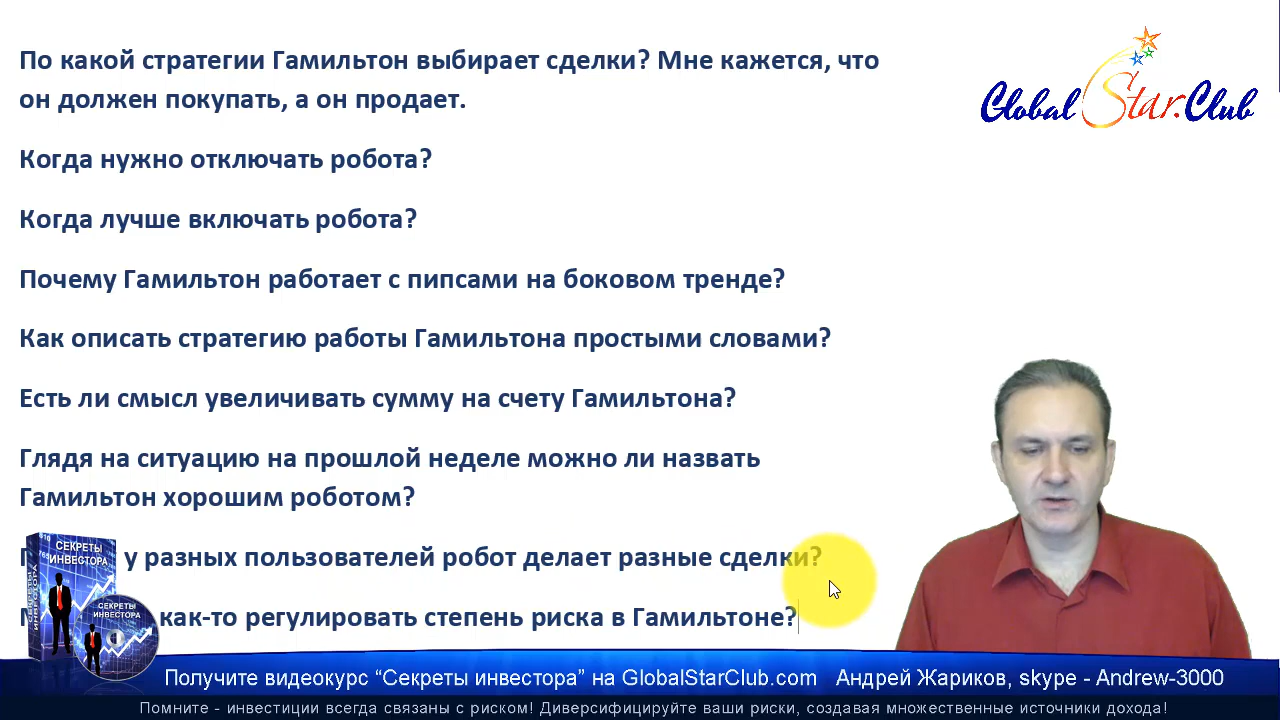 По какой стратегии Гамильтон выбирает сделки? Мне кажется, что
он должен покупать, а он продает.
Global Star.Club
Когда нужно отключать робота?
Когда лучше включать робота?
Почему Гамильтон работает с пипсами на боковом тренде?
Как описать стратегию работы Гамильтона простыми словами?
Есть ли смысл увеличивать сумму на счету Гамильтона?
Глядя на ситуацию на прошлой неделе можно ли назвать
Гамильтон хорошим роботом?
у разных пользователей робот делает разные сделки?
как-то регулировать степень риска в Гамильтоне?
СЕКРЕТЫ
ИНВЕСТОРА
СЕКРЕТЫ
ИНВЕСТОРА
СЕКРЕТЫ
ИНВЕСТОРА
Получите видеокурс “Секреты инвестора” на GlobalStarClub.com Андрей Жариков, skype - Andrew-3000
Помните - инвестиции всегда связаны с риском! Диверсифицируйте ваши риски, создавая множественные источники дохода!